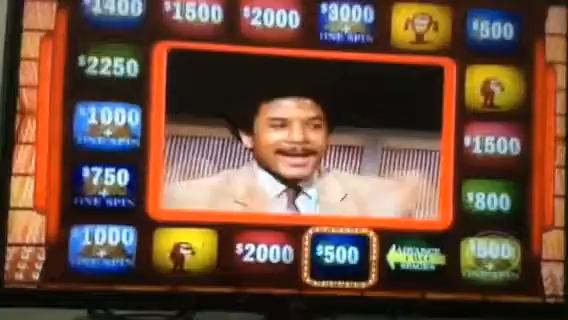 $1400 $1500 $2000 $3000
+
ONE SPIN
$500
$2250
$1000
+
ONE SPIN
$1500
$750
+
ONE SPIN
$800
$1000
+
ONE SPIN
$2000
$500
ADVANCE
SPACES
$500
+
ONE SPIN